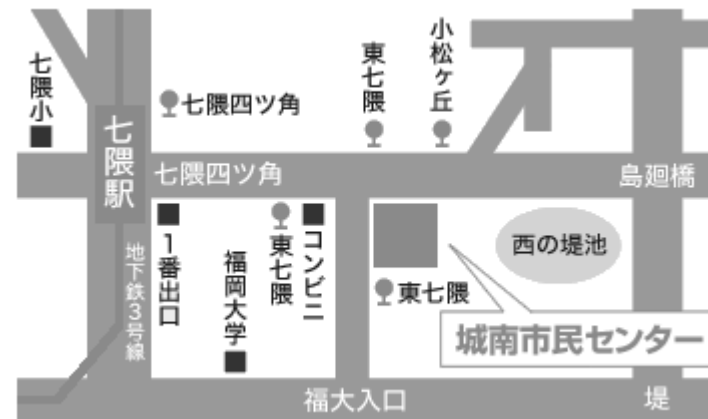 七隈小
七隈四ツ角
東七隈
小松ヶ丘
七隈駅
七隈四ツ角
島廻橋
1番出口
地下鉄3号線
福岡大学
東七隈
コンビニ
東七隈
西の堤池
城南市民センター
福大入口
堤